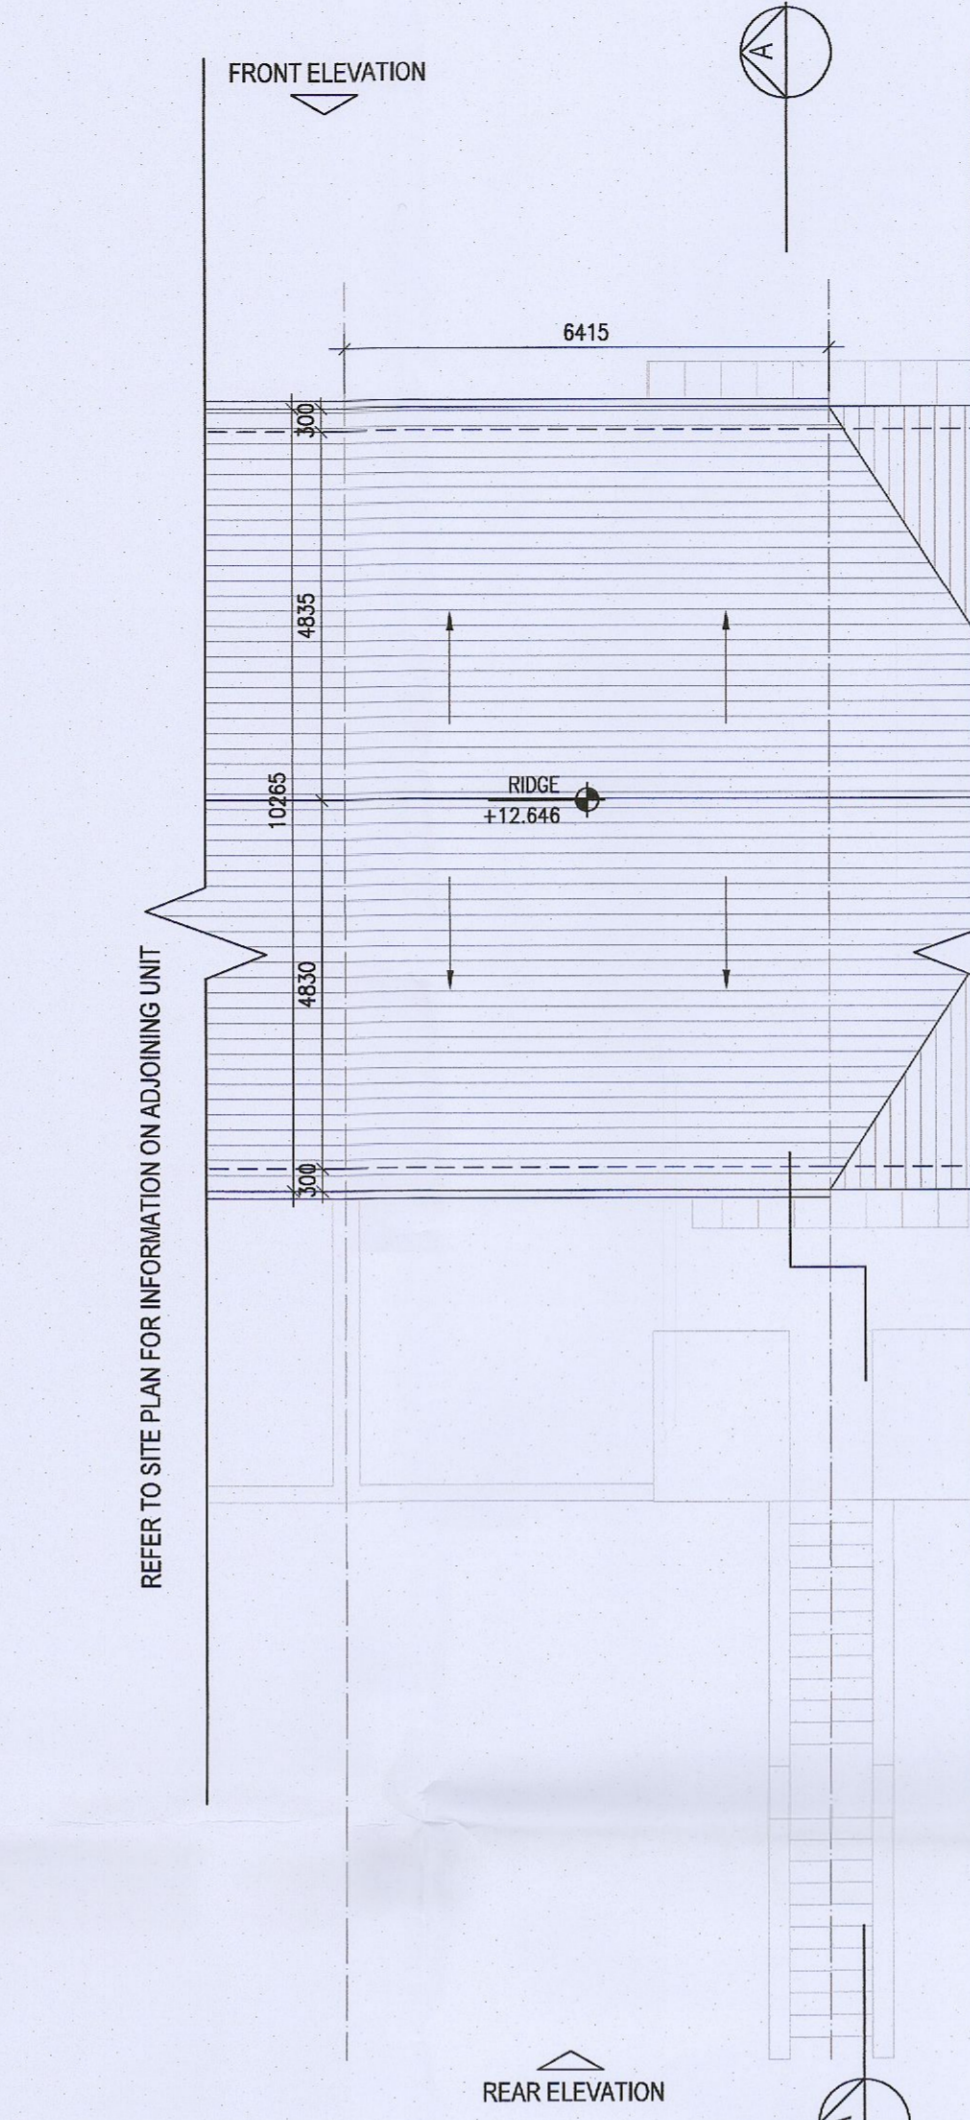 FRONT ELEVATION
A
6415
300
4835
10265
RIDGE
+12.646
4830
300
REFER TO SITE PLAN FOR INFORMATION ON ADJOINING UNIT
REAR ELEVATION